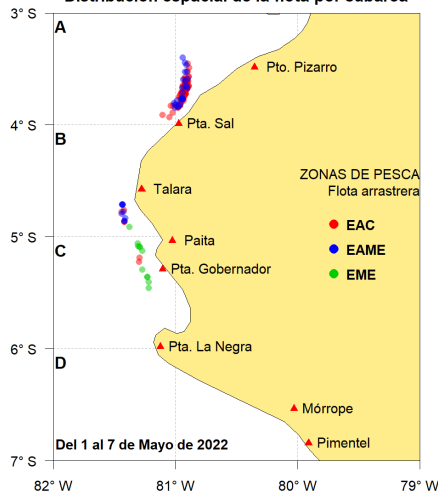 Distribución espacial de la flota por subárea
3° S
A
Pto. Pizarro
4° S
Pta. Sal
B
ZONAS DE PESCA
Flota arrastrera
Talara
EAC
5° S
Paita
EAME
C
Pta. Gobernador
EME
6° S
Pta. La Negra
D
Mórrope
Del 1 al 7 de Mayo de 2022
Pimentel
7° S
82° W
81° W
80° W
79° W